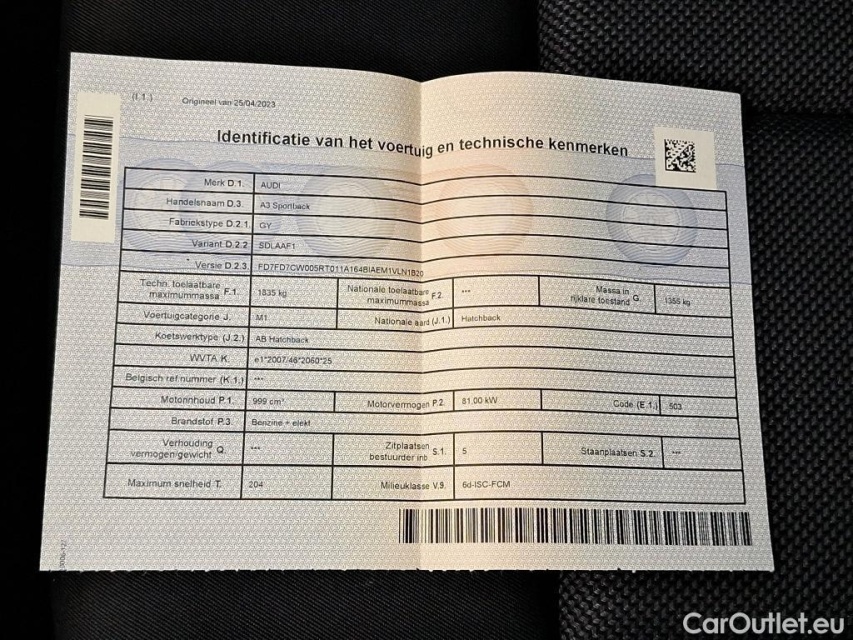 (I.1.)
Origineel van 25/04/2023
Identificatie van het voertuig en technische kenmerken
Merk D.1. AUDI
Handelsnaam D.3. A3 Sportback
Fabriekstype D.2.1. GY
Variant D.2.2. SDLAAF1
* Versie D.2.3. FD7FD7CW005RT011A164BIAEM1VLN1B20
Techn. toelaatbare maximummassa F.1. 1835 kg Nationale toelaatbare maximummassa F.2. --- Massa in rijklare toestand G. 1355 kg
Voertuigcategorie J. M1 Nationale aard (J.1.) Hatchback
Koetswerktype (J.2.) AB Hatchback
WVTA K. e1*2007/46*2060*25
Belgisch ref.nummer (K.1.) ---
Motorinhoud P.1. 999 cm³ Motorvermogen P.2. 81.00 kW Code (E.1.) 503
Brandstof P.3. Benzine + elekt
Verhouding vermogen/gewicht Q. --- Zitplaatsen bestuurder inb. S.1. 5 Staanplaatsen S.2. ---
Maximum snelheid T. 204 Milieuklasse V.9. 6d-ISC-FCM
CarOutlet.eu